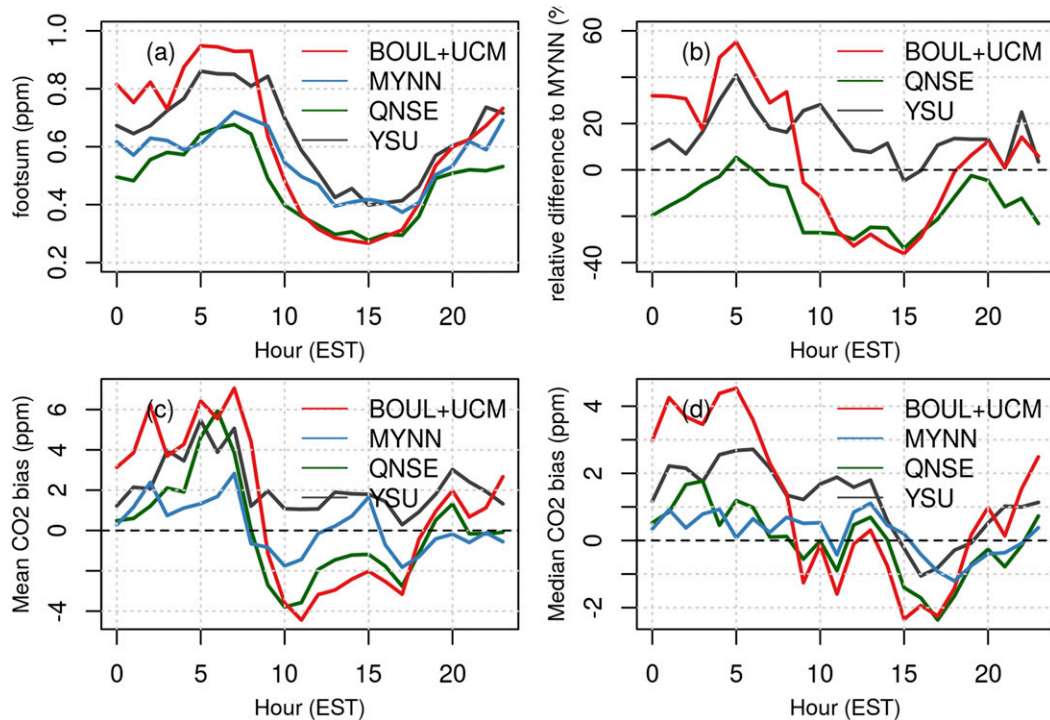 (a)
BOUL+UCM
MYNN
QNSE
YSU
footsum (ppm)
0.2 0.4 0.6 0.8 1.0
0 5 10 15 20
Hour (EST)
(b)
BOUL+UCM
QNSE
YSU
relative difference to MYNN (%
-40 0 20 60
0 5 10 15 20
Hour (EST)
(c)
BOUL+UCM
MYNN
QNSE
YSU
Mean CO2 bias (ppm)
-4 0 2 4 6
0 5 10 15 20
Hour (EST)
(d)
BOUL+UCM
MYNN
QNSE
YSU
Median CO2 bias (ppm)
-2 0 2 4
0 5 10 15 20
Hour (EST)